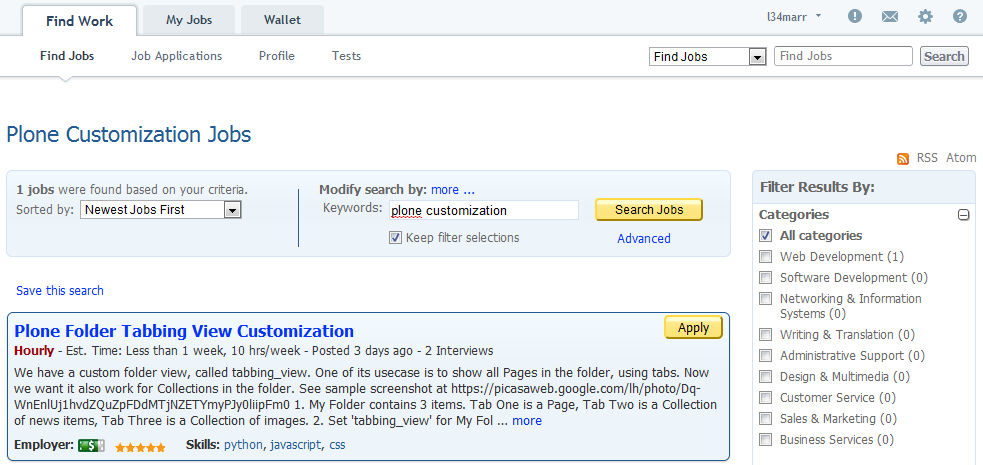 Find Work My Jobs Wallet l34marr
Find Jobs Job Applications Profile Tests Find Jobs Find Jobs Search
Plone Customization Jobs
RSS Atom
1 jobs were found based on your criteria.
Sorted by: Newest Jobs First
Modify search by: more ...
Keywords: plone customization Search Jobs
Keep filter selections Advanced
Save this search
Plone Folder Tabbing View Customization Apply
Hourly - Est. Time: Less than 1 week, 10 hrs/week - Posted 3 days ago - 2 Interviews
We have a custom folder view, called tabbing_view. One of its usecase is to show all Pages in the folder, using tabs. Now
we want it also work for Collections in the folder. See sample screenshot at https://picasaweb.google.com/lh/photo/Dq-
WnEnlUj1hvdZQuZpFDdMTjNZETYmyPJy0liipFm0 1. My Folder contains 3 items. Tab One is a Page, Tab Two is a Collection
of news items, Tab Three is a Collection of images. 2. Set 'tabbing_view' for My Fol ... more
Employer: $ Skills: python, javascript, css
Filter Results By:
Categories
All categories
Web Development (1)
Software Development (0)
Networking & Information
Systems (0)
Writing & Translation (0)
Administrative Support (0)
Design & Multimedia (0)
Customer Service (0)
Sales & Marketing (0)
Business Services (0)